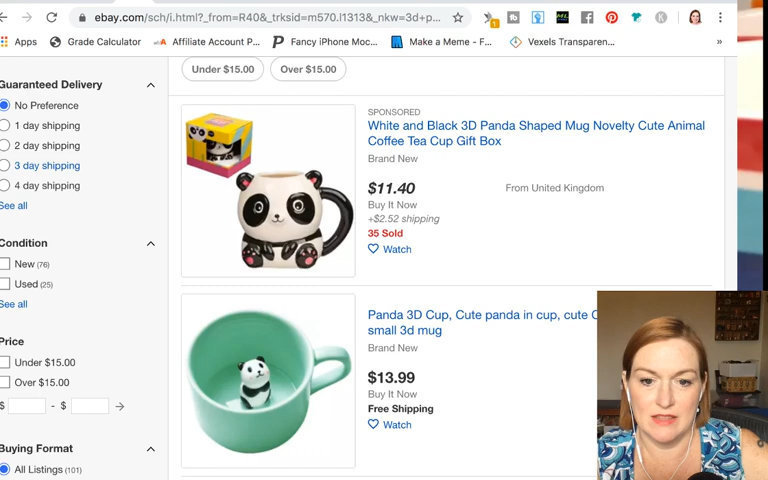 ebay.com/sch/i.html?_from=R40&_trksid=m570.l1313&_nkw=3d+p...
Apps
Grade Calculator
Affiliate Account P...
Fancy iPhone Moc...
Make a Meme - F...
Vexels Transparen...
»
Guaranteed Delivery
No Preference
1 day shipping
2 day shipping
3 day shipping
4 day shipping
See all
Condition
New (76)
Used (25)
See all
Price
Under $15.00
Over $15.00
$ - $
Buying Format
All Listings (101)
Under $15.00
Over $15.00
SPONSORED
White and Black 3D Panda Shaped Mug Novelty Cute Animal
Coffee Tea Cup Gift Box
Brand New
$11.40
From United Kingdom
Buy It Now
+$2.52 shipping
35 Sold
Watch
Panda 3D Cup, Cute panda in cup, cute
small 3d mug
Brand New
$13.99
Buy It Now
Free Shipping
Watch